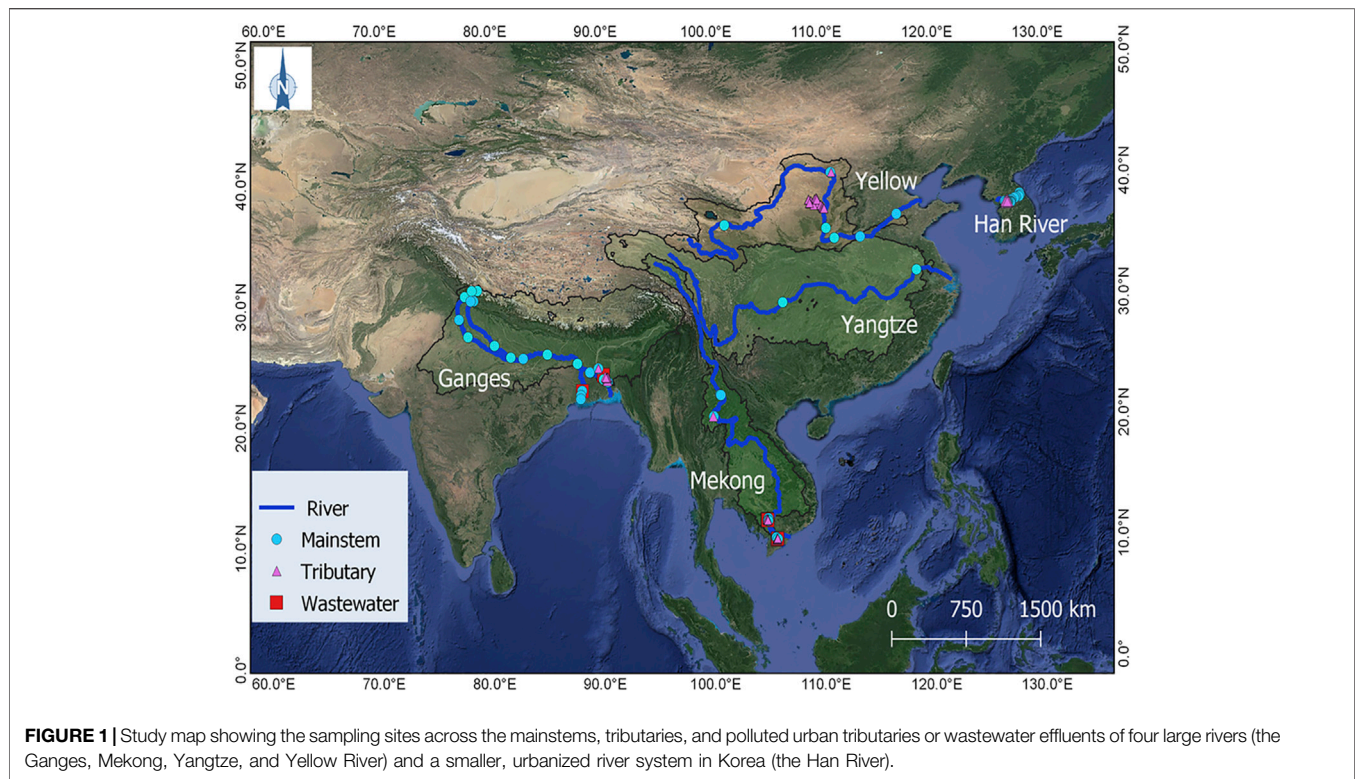 60.0°E 70.0°E 80.0°E 90.0°E 100.0°E 110.0°E 120.0°E 130.0°E
50.0°N
50.0°N
N
40.0°N
40.0°N
Yellow
Han River
30.0°N
30.0°N
Yangtze
Ganges
20.0°N
20.0°N
Mekong
River
Mainstem
Tributary
Wastewater
10.0°N
10.0°N
0 750 1500 km
0.0°
0.0°
60.0°E 70.0°E 80.0°E 90.0°E 100.0°E 110.0°E 120.0°E 130.0°E
FIGURE 1 | Study map showing the sampling sites across the mainstems, tributaries, and polluted urban tributaries or wastewater effluents of four large rivers (the
Ganges, Mekong, Yangtze, and Yellow River) and a smaller, urbanized river system in Korea (the Han River).